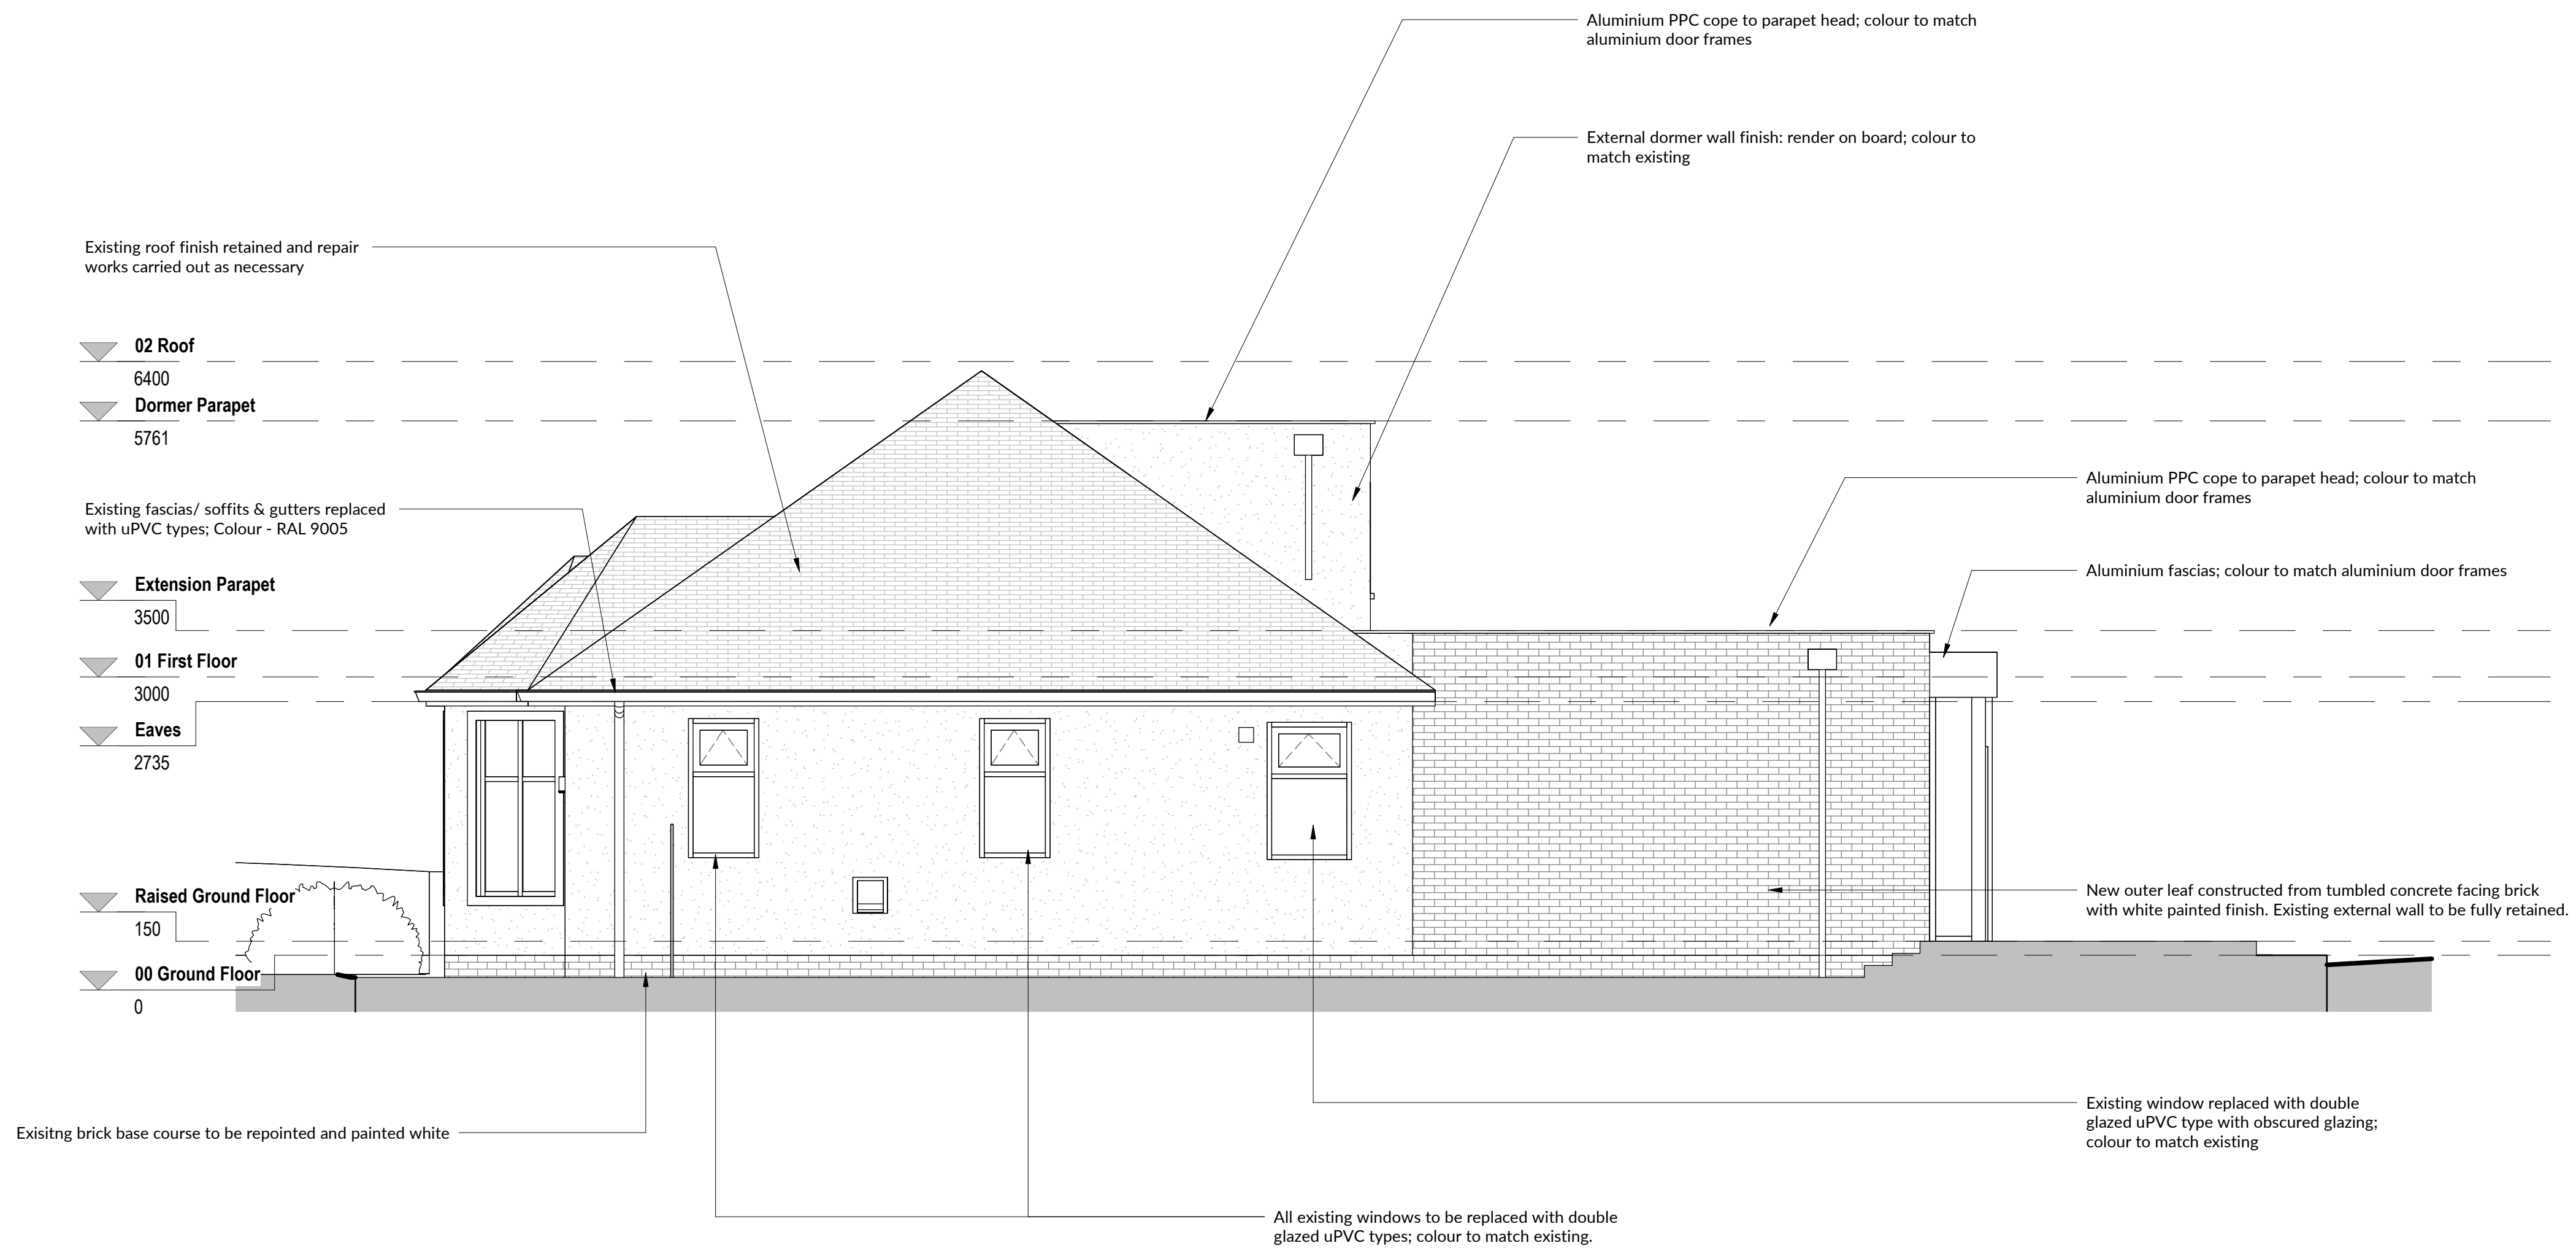 Aluminium PPC cope to parapet head; colour to match
aluminium door frames
External dormer wall finish: render on board; colour to
match existing
Existing roof finish retained and repair
works carried out as necessary
02 Roof
6400
Dormer Parapet
5761
Existing fascias/ soffits & gutters replaced
with uPVC types; Colour - RAL 9005
Extension Parapet
3500
01 First Floor
3000
Eaves
2735
Raised Ground Floor
150
00 Ground Floor
0
Aluminium PPC cope to parapet head; colour to match
aluminium door frames
Aluminium fascias; colour to match aluminium door frames
New outer leaf constructed from tumbled concrete facing brick
with white painted finish. Existing external wall to be fully retained.
Exisitng brick base course to be repointed and painted white
Existing window replaced with double
glazed uPVC type with obscured glazing;
colour to match existing
All existing windows to be replaced with double
glazed uPVC types; colour to match existing.